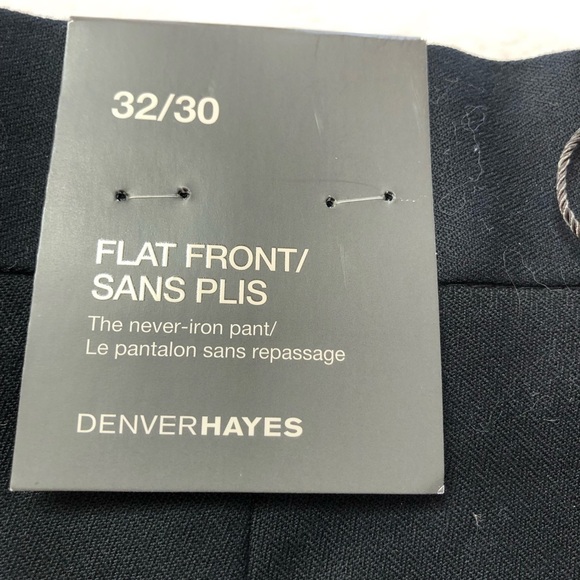 32/30
FLAT FRONT/
SANS PLIS
The never-iron pant/
Le pantalon sans repassage
DENVERHAYES